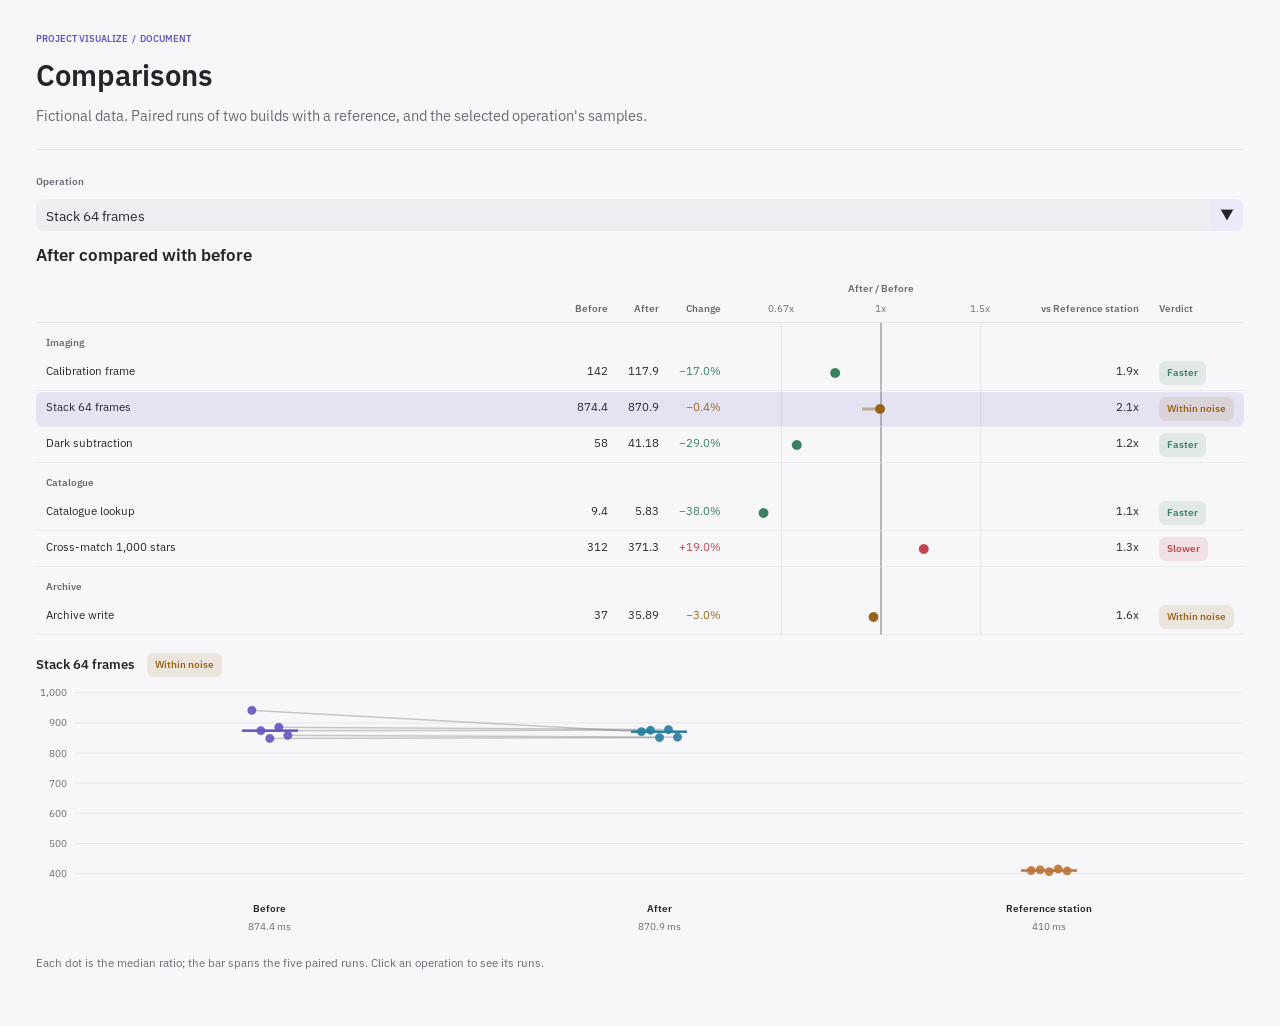 PROJECT VISUALIZE / DOCUMENT
Comparisons
Fictional data. Paired runs of two builds with a reference, and the selected operation's samples.
Operation
Stack 64 frames
After compared with before
After / Before
Before After Change 0.67x 1x 1.5x vs Reference station Verdict
Imaging
Calibration frame 142 117.9 −17.0% 1.9x Faster
Stack 64 frames 874.4 870.9 −0.4% 2.1x Within noise
Dark subtraction 58 41.18 −29.0% 1.2x Faster
Catalogue
Catalogue lookup 9.4 5.83 −38.0% 1.1x Faster
Cross-match 1,000 stars 312 371.3 +19.0% 1.3x Slower
Archive
Archive write 37 35.89 −3.0% 1.6x Within noise
Stack 64 frames Within noise
1,000
900
800
700
600
500
400
Before After Reference station
874.4 ms 870.9 ms 410 ms
Each dot is the median ratio; the bar spans the five paired runs. Click an operation to see its runs.